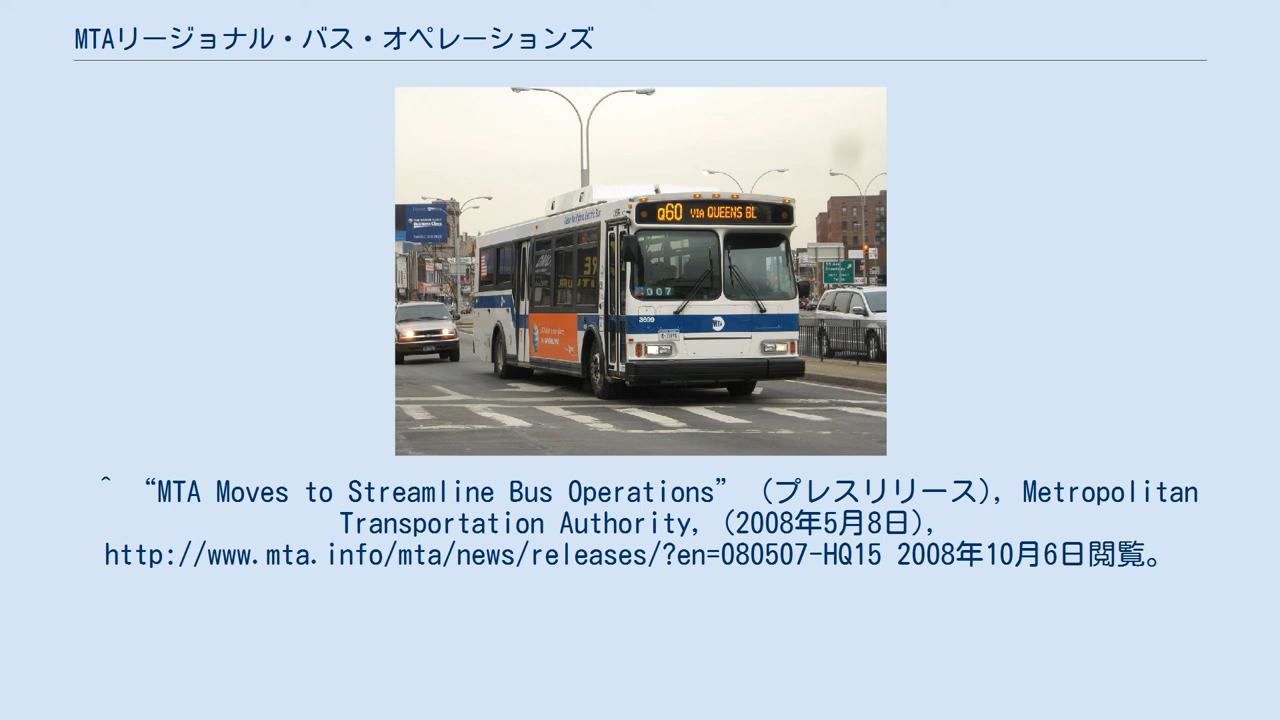 MTAリージョナル・バス・オペレーションズ
Q60 VIA QUEENS BL
007
3699
MTA
^ “MTA Moves to Streamline Bus Operations” (プレスリリース), Metropolitan
Transportation Authority, (2008年5月8日),
http://www.mta.info/mta/news/releases/?en=080507-HQ15 2008年10月6日閲覧。